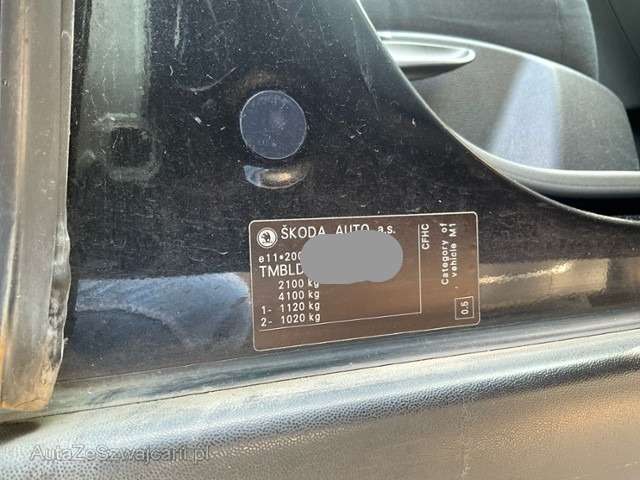 ŠKODA AUTO a.s.
e11*200
TMBLD
2100 kg
4100 kg
1- 1120 kg
2- 1020 kg
CFHC
Category of
vehicle M1
0.5
AutaZeSzwajcarii.pl